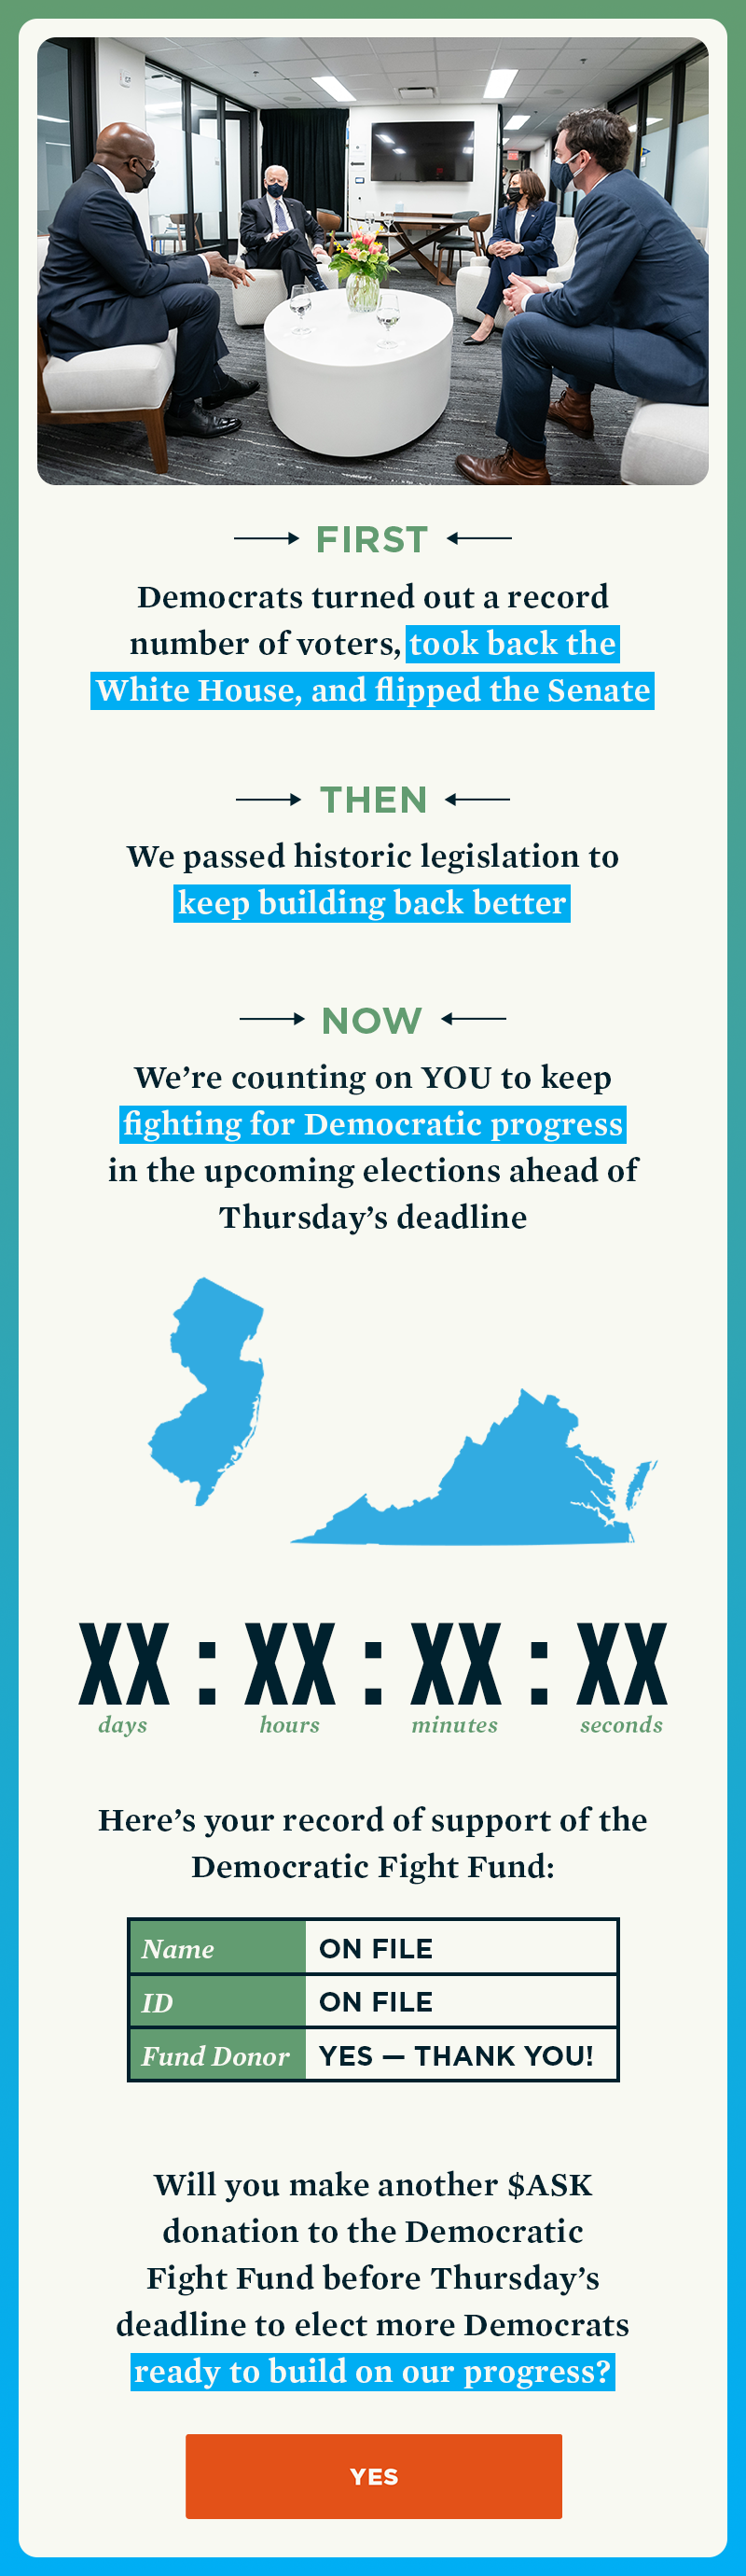 FIRST
Democrats turned out a record
number of voters, took back the
White House, and flipped the Senate
THEN
We passed historic legislation to
keep building back better
NOW
We’re counting on YOU to keep
fighting for Democratic progress
in the upcoming elections ahead of
Thursday’s deadline
XX : XX : XX : XX
days hours minutes seconds
Here’s your record of support of the
Democratic Fight Fund:
Name ON FILE
ID ON FILE
Fund Donor YES — THANK YOU!
Will you make another $ASK
donation to the Democratic
Fight Fund before Thursday’s
deadline to elect more Democrats
ready to build on our progress?
YES